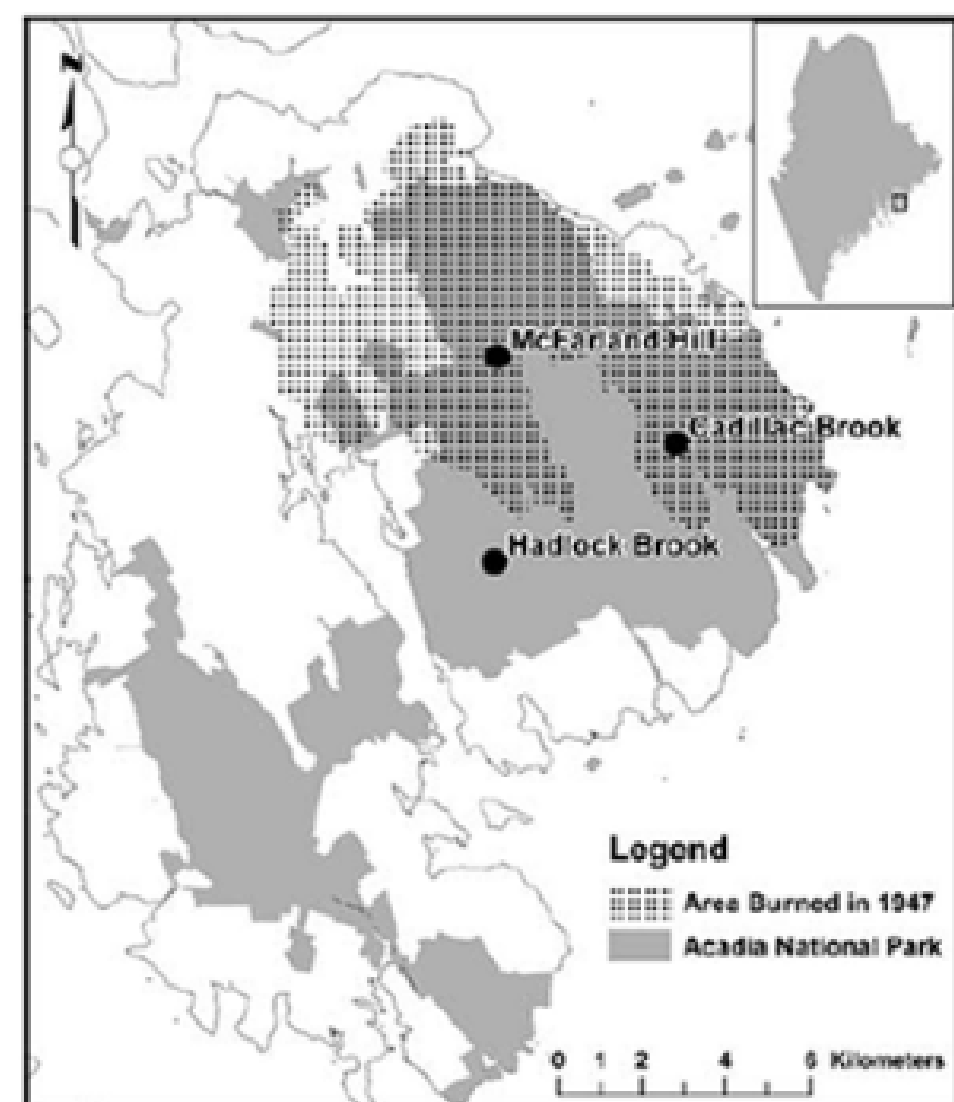 N
McFarland Hill
Cadillac Brook
Hadlock Brook
Legend
Area Burned in 1947
Acadia National Park
0 1 2 4 6 Kilometers